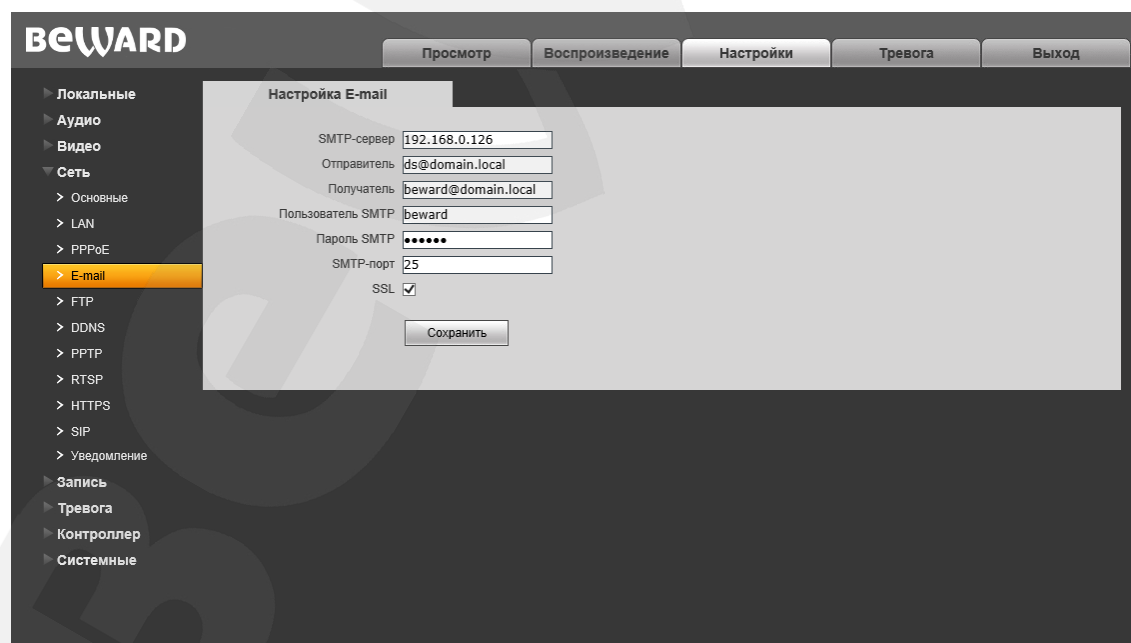 BEWARD
Просмотр
Воспроизведение
Настройки
Тревога
Выход
Локальные
Аудио
Видео
Сеть
Основные
LAN
PPPoE
E-mail
FTP
DDNS
PPTP
RTSP
HTTPS
SIP
Уведомление
Запись
Тревога
Контроллер
Системные
Настройка E-mail
SMTP-сервер 192.168.0.126
Отправитель ds@domain.local
Получатель beward@domain.local
Пользователь SMTP beward
Пароль SMTP ••••••
SMTP-порт 25
SSL
Сохранить